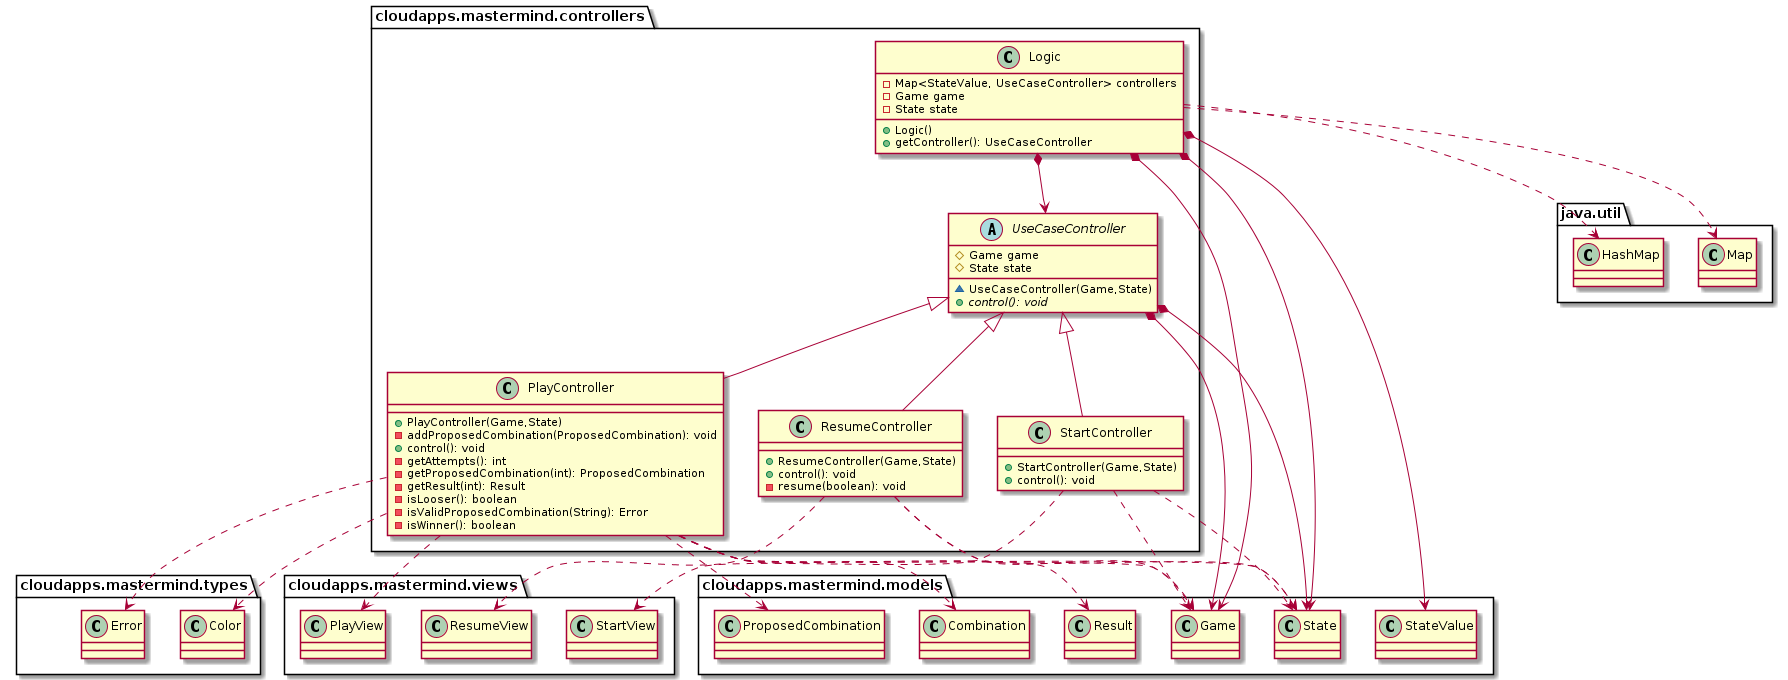 cloudapps.mastermind.controllers
C Logic
Map<StateValue, UseCaseController> controllers
Game game
State state
Logic()
getController(): UseCaseController
java.util
C HashMap
C Map
A UseCaseController
Game game
State state
UseCaseController(Game,State)
control(): void
C PlayController
PlayController(Game,State)
addProposedCombination(ProposedCombination): void
control(): void
getAttempts(): int
getProposedCombination(int): ProposedCombination
getResult(int): Result
isLooser(): boolean
isValidProposedCombination(String): Error
isWinner(): boolean
C ResumeController
ResumeController(Game,State)
control(): void
resume(boolean): void
C StartController
StartController(Game,State)
control(): void
cloudapps.mastermind.types
C Error
C Color
cloudapps.mastermind.views
C PlayView
C ResumeView
C StartView
cloudapps.mastermind.models
C ProposedCombination
C Combination
C Result
C Game
C State
C StateValue